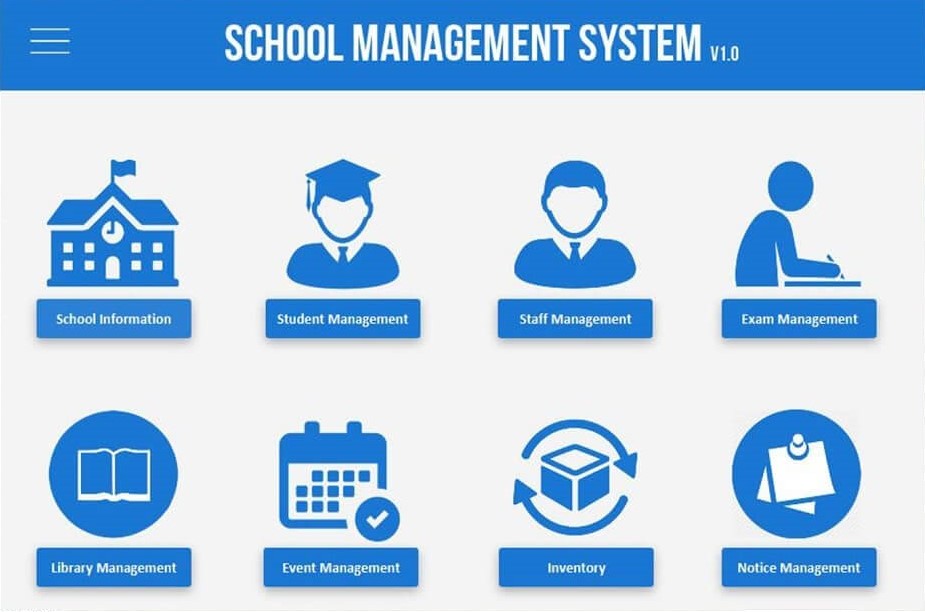 SCHOOL MANAGEMENT SYSTEM V1.0
School Information
Student Management
Staff Management
Exam Management
Library Management
Event Management
Inventory
Notice Management